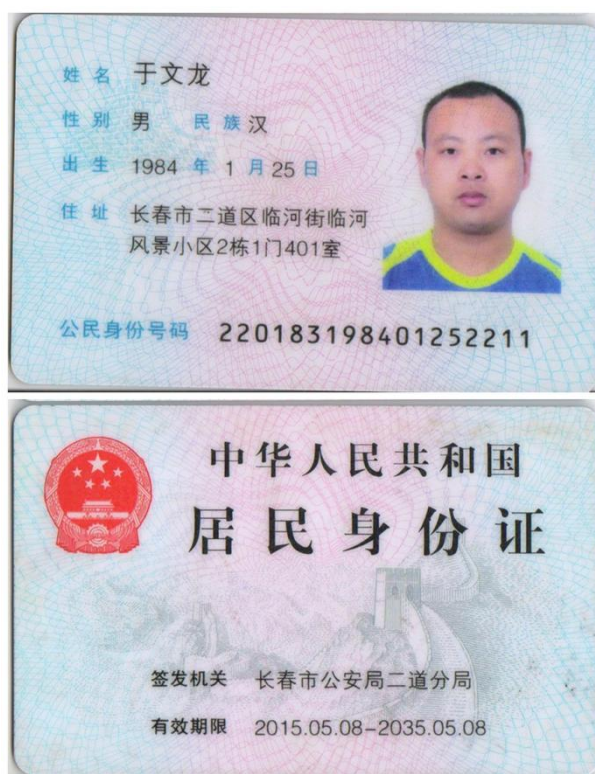 姓名 于文龙
性别 男 民族 汉
出生 1984 年 1 月 25 日
住址 长春市二道区临河街临河
风景小区2栋1门401室
公民身份号码 220183198401252211
中华人民共和国
居民身份证
签发机关 长春市公安局二道分局
有效期限 2015.05.08-2035.05.08